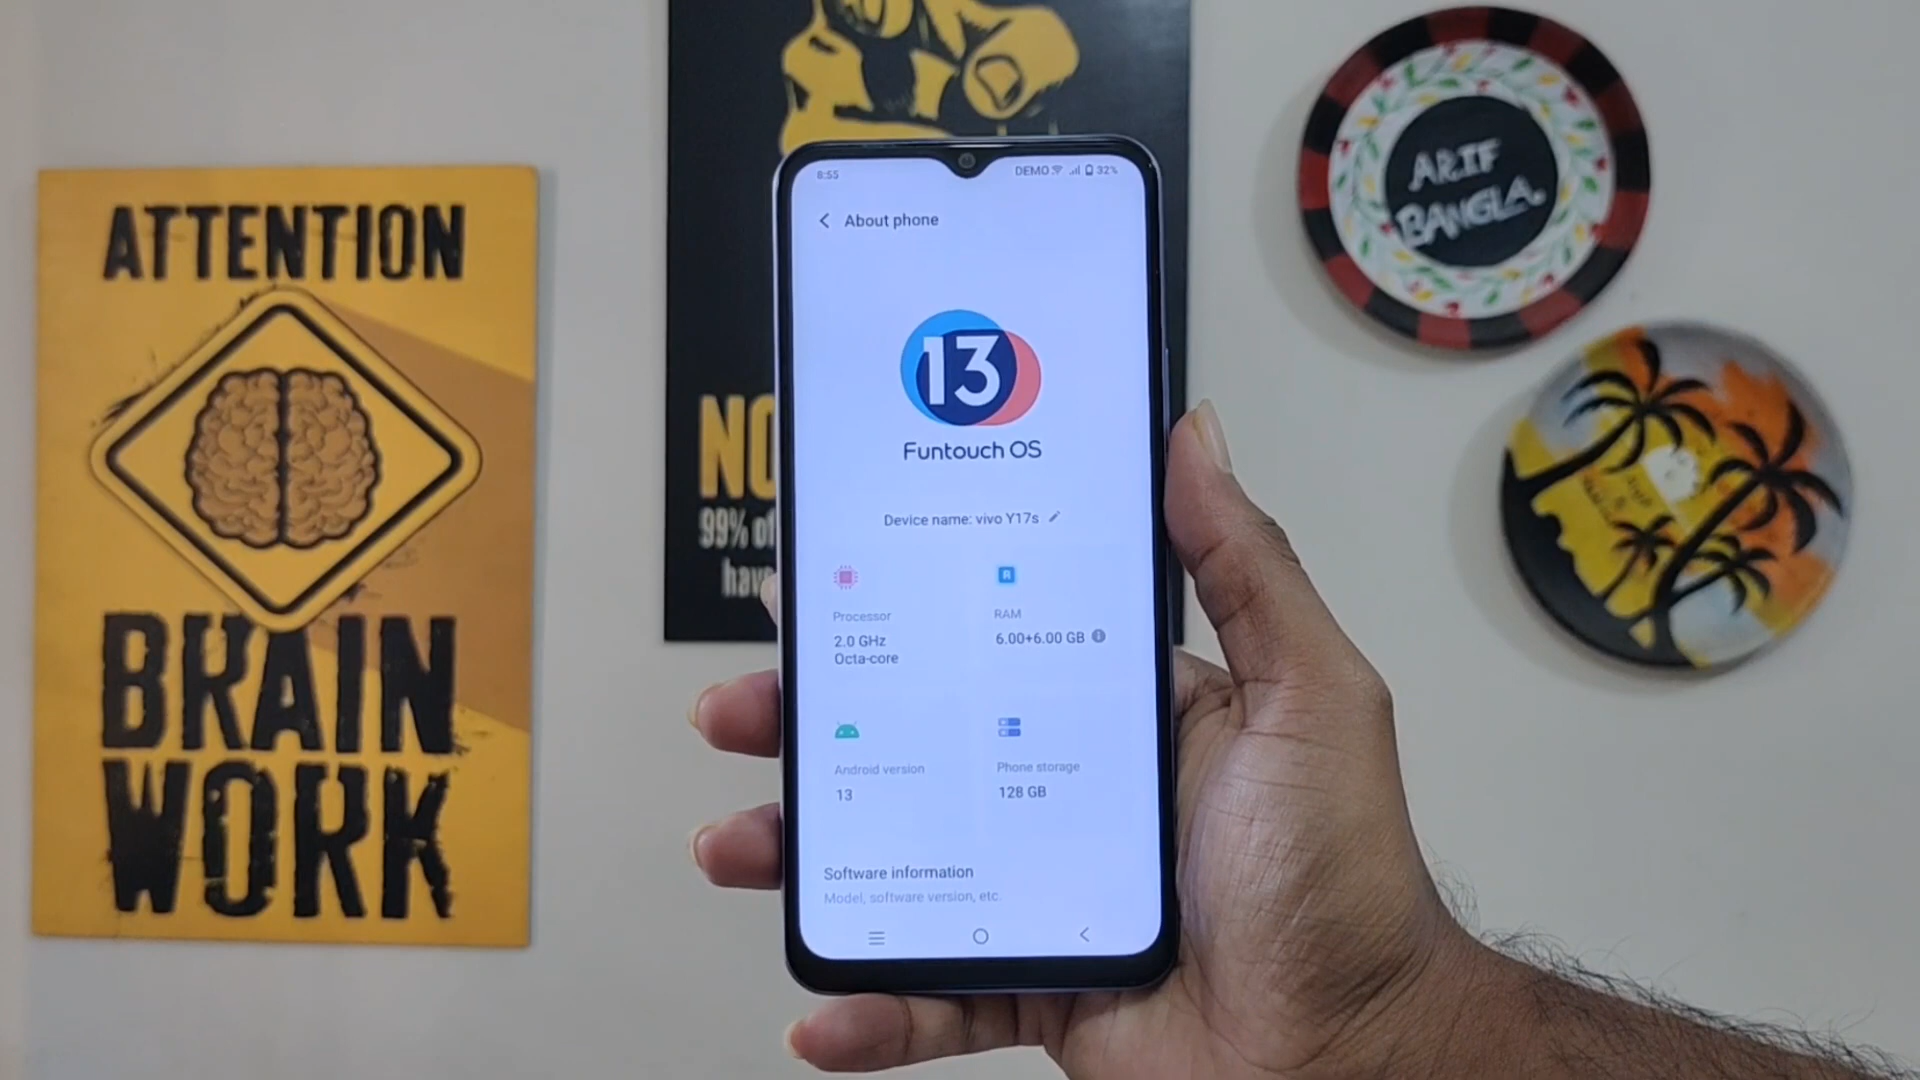 ATTENTION
BRAIN
WORK
NO
99% of
have
8:55
DEMO 32%
About phone
13
Funtouch OS
Device name: vivo Y17s
Processor
2.0 GHz
Octa-core
RAM
6.00+6.00 GB
Android version
13
Phone storage
128 GB
Software information
Model, software version, etc.
ARIF
BANGLA